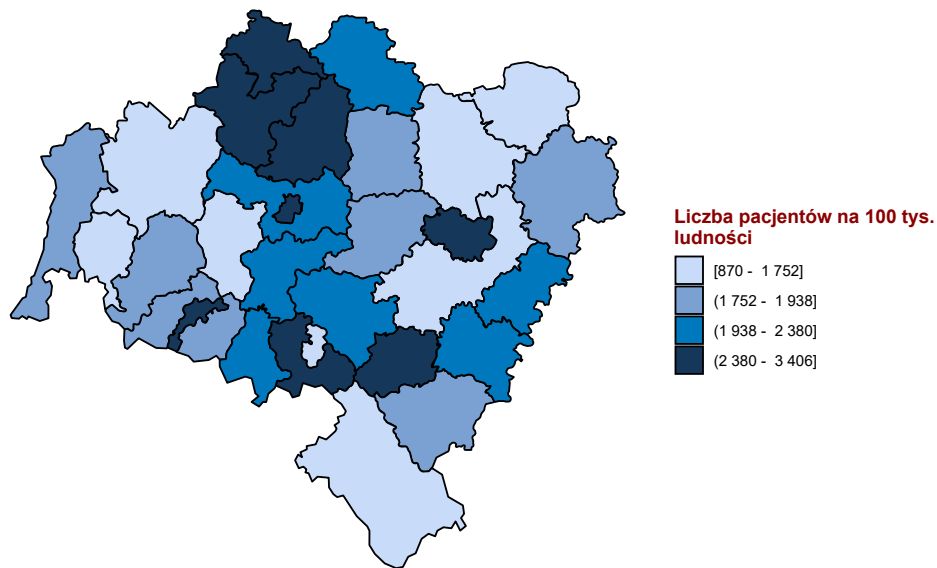 Liczba pacjentów na 100 tys.
ludności
[870 - 1 752]
(1 752 - 1 938]
(1 938 - 2 380]
(2 380 - 3 406]